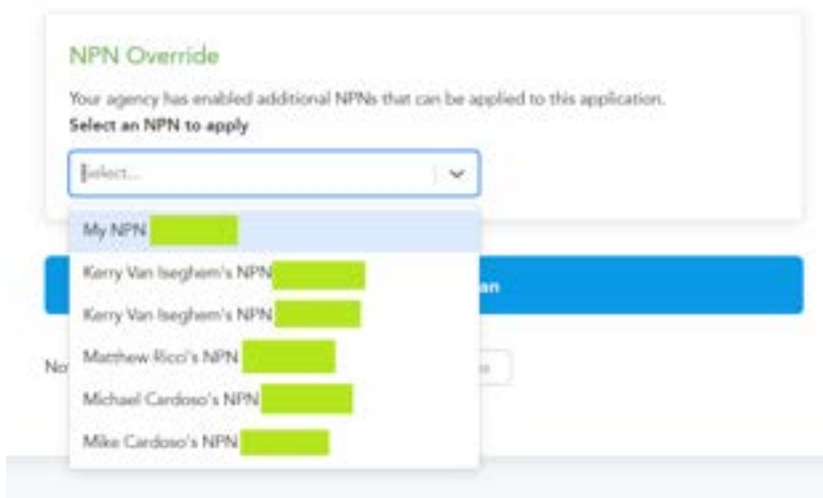 NPN Override
Your agency has enabled additional NPNs that can be applied to this application.
Select an NPN to apply
Select...
My NPN
Kerry Van Iseghem's NPN
Kerry Van Iseghem's NPN
Matthew Ricci's NPN
Michael Cardoso's NPN
Mike Cardoso's NPN